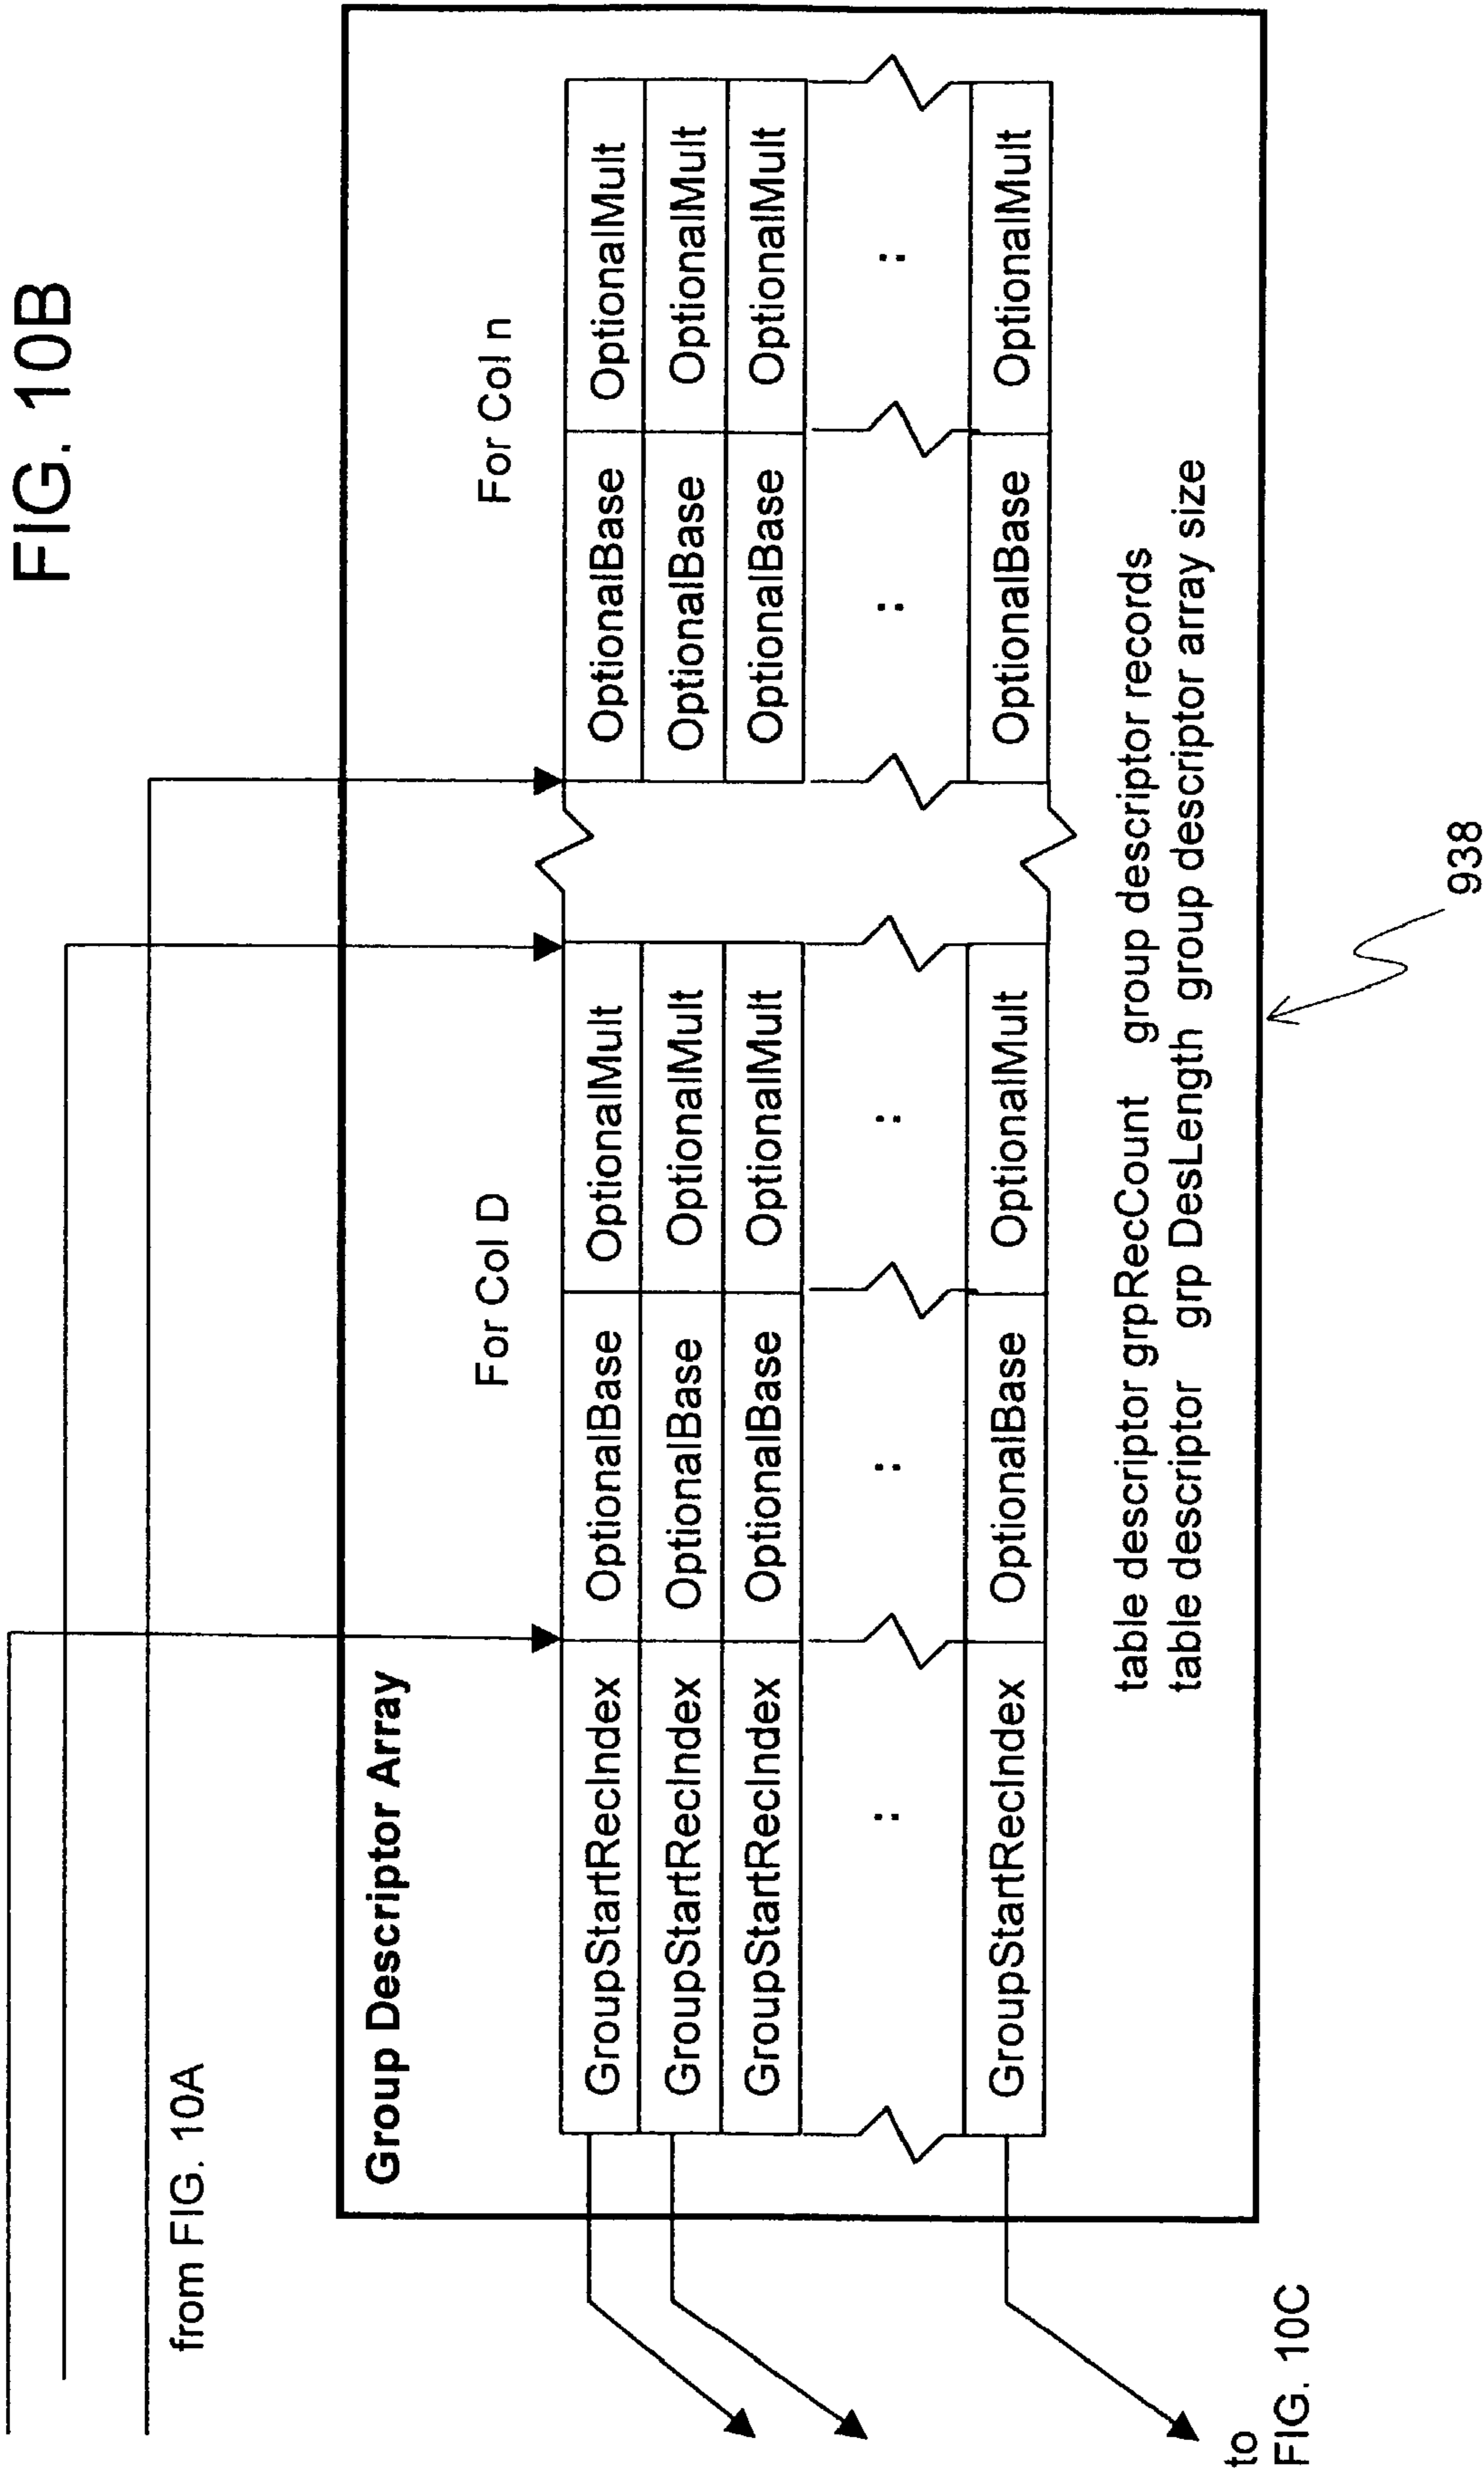 FIG. 10B
from FIG. 10A
Group Descriptor Array
For Col D
For Col n
GroupStartRecIndex OptionalBase OptionalMult OptionalBase OptionalMult
GroupStartRecIndex OptionalBase OptionalMult OptionalBase OptionalMult
GroupStartRecIndex OptionalBase OptionalMult OptionalBase OptionalMult
: : : : :
GroupStartRecIndex OptionalBase OptionalMult OptionalBase OptionalMult
table descriptor grpRecCount group descriptor records
table descriptor grp DesLength group descriptor array size
to
FIG. 10C
938